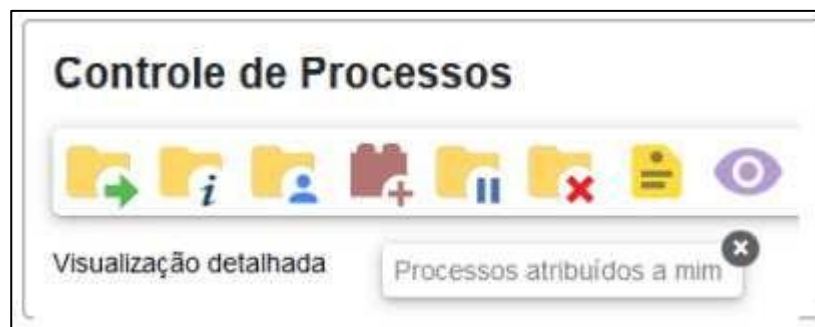 Controle de Processos
Visualização detalhada
Processos atribuídos a mim